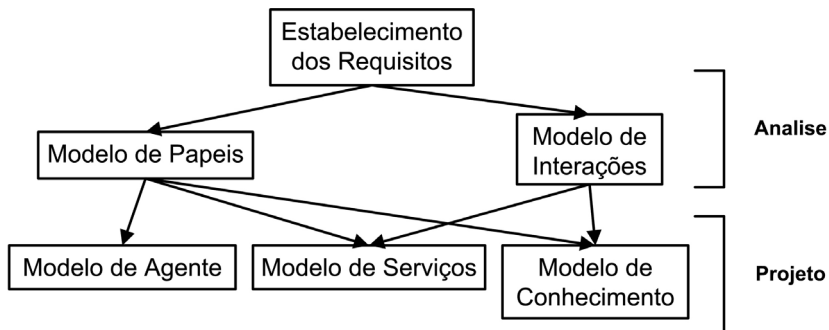 Estabelecimento
dos Requisitos
Analise
Modelo de Papeis
Modelo de
Interações
Modelo de Agente
Modelo de Serviços
Modelo de
Conhecimento
Projeto